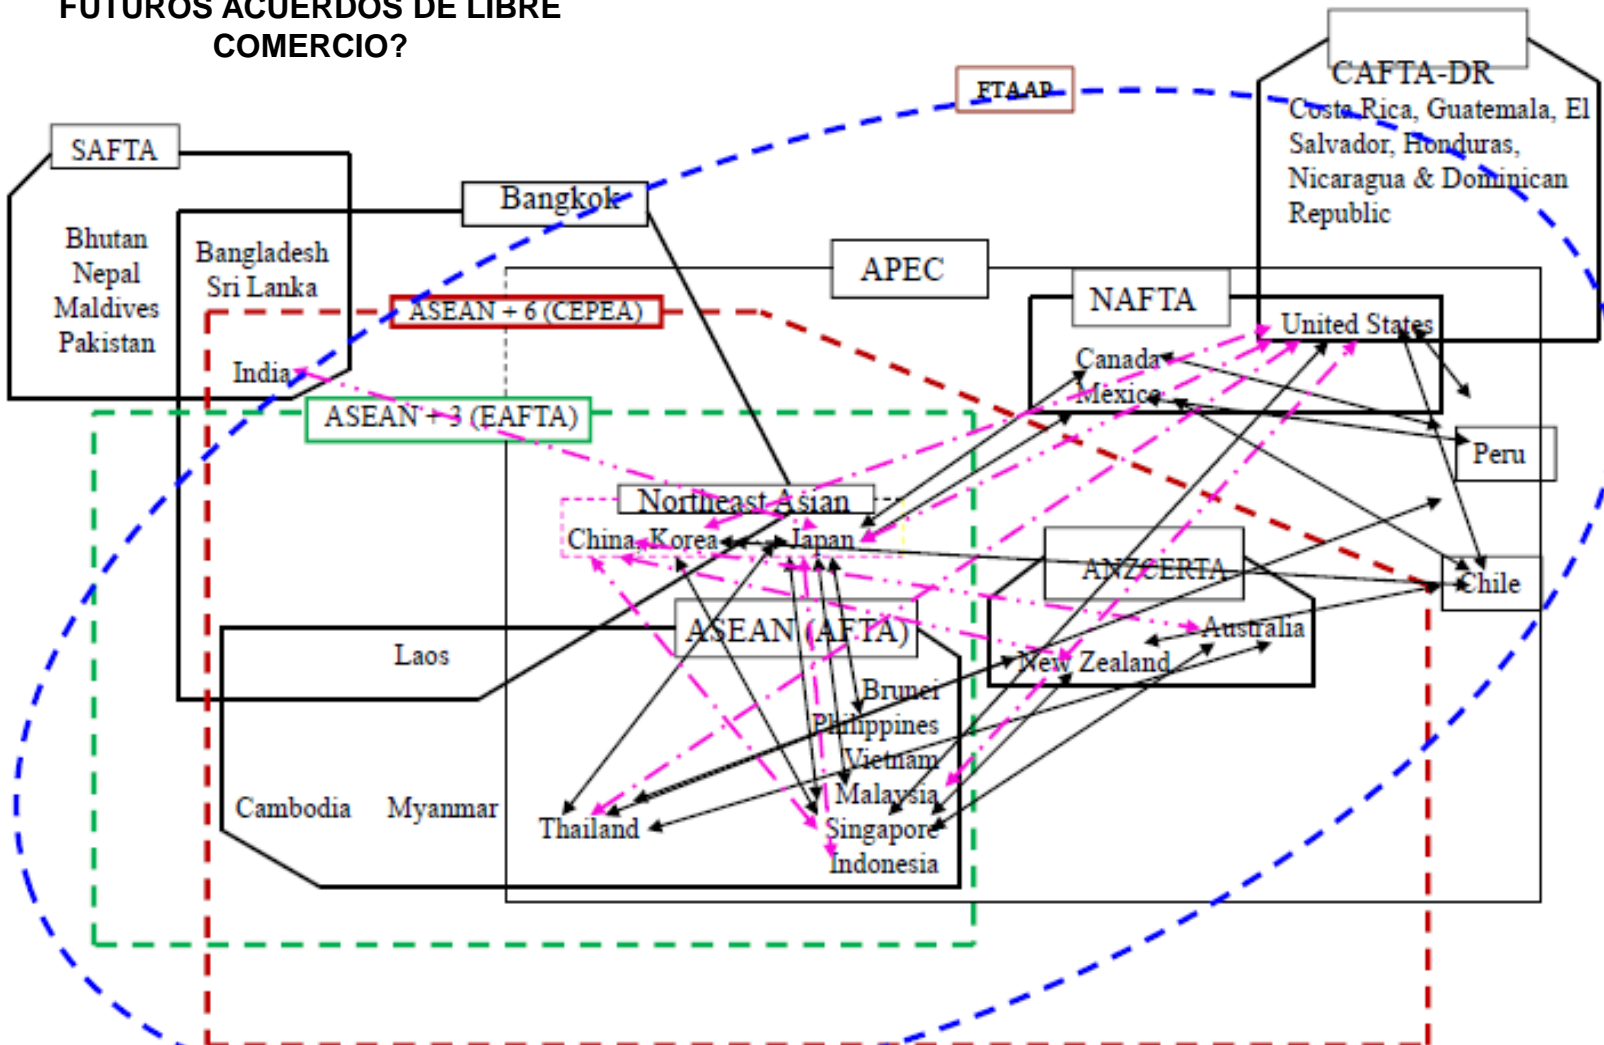 FUTUROS ACUERDOS DE LIBRE
COMERCIO?
CAFTA-DR
Costa Rica, Guatemala, El
Salvador, Honduras,
Nicaragua & Dominican
Republic
FTAAP
SAFTA
Bhutan
Nepal
Maldives
Pakistan
Bangkok
Bangladesh
Sri Lanka
India
APEC
ASEAN + 6 (CEPEA)
NAFTA
United States
Canada
Mexico
ASEAN + 3 (EAFTA)
Peru
Northeast Asian
China, Korea
Japan
ANZCERTA
Chile
Australia
New Zealand
ASEAN (AFTA)
Laos
Brunei
Philippines
Vietnam
Malaysia
Singapore
Indonesia
Cambodia
Myanmar
Thailand